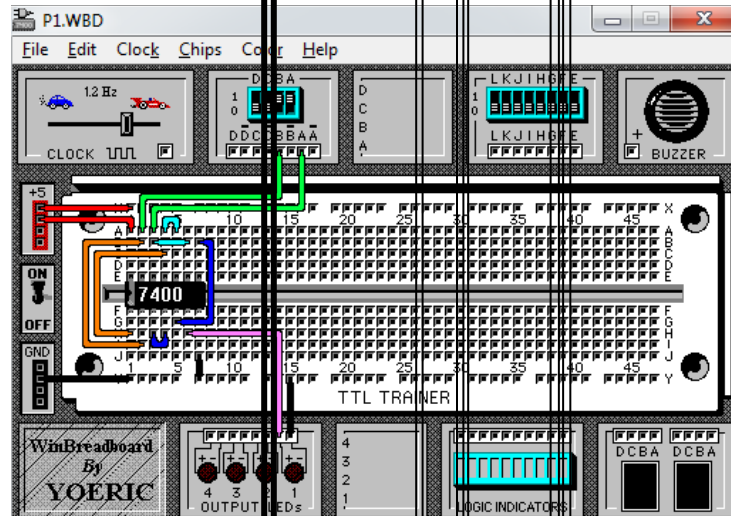 P1.WBD
File Edit Clock Chips Color Help
1.2 Hz
CLOCK
DCBA
1
0
DDCCBBAA
D
C
B
A
LKJIHGFE
1
0
LKJIHGFE
+
BUZZER
+5
ON
OFF
GND
X
10 15 20 25 30 35 40 45
A
B
C
D
E
7400
F
G
H
I
J
1 5 10 15 20 25 30 35 40 45
Y
TTL TRAINER
WinBreadboard
By
YOERIC
4 3 2 1
OUTPUT LEDs
4
3
2
1
LOGIC INDICATORS
DCBA DCBA